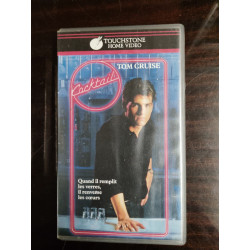 TOUCHSTONE
HOME VIDEO
TOM CRUISE
Cocktail
Quand Il remplit
les verres,
il renverse
les cœurs